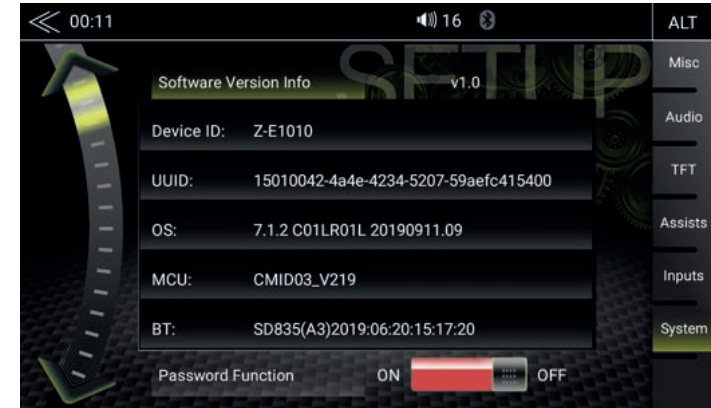 00:11 16 ALT
SETUP
Misc
Audio
TFT
Assists
Inputs
System
Software Version Info v1.0
Device ID: Z-E1010
UUID: 15010042-4a4e-4234-5207-59aefc415400
OS: 7.1.2 C01LR01L 20190911.09
MCU: CMID03_V219
BT: SD835(A3)2019:06:20:15:17:20
Password Function ON OFF